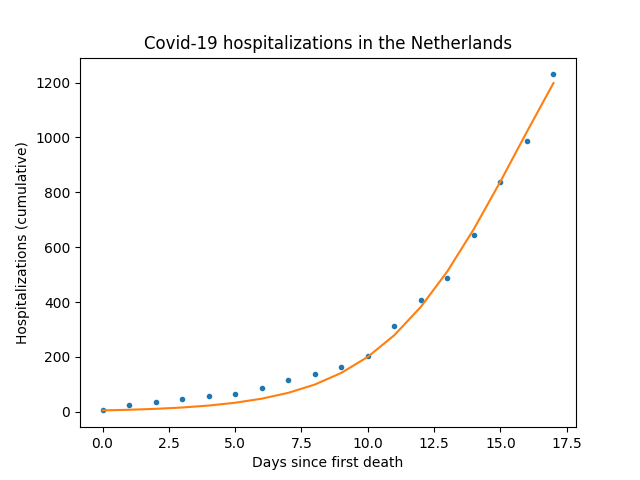 Covid-19 hospitalizations in the Netherlands
Hospitalizations (cumulative)
1200
1000
800
600
400
200
0
0.0 2.5 5.0 7.5 10.0 12.5 15.0 17.5
Days since first death